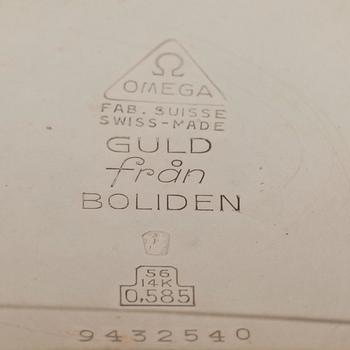 Ω
OMEGA
FAB. SUISSE
SWISS-MADE
GULD
från
BOLIDEN
56
14K
0,585
9432540